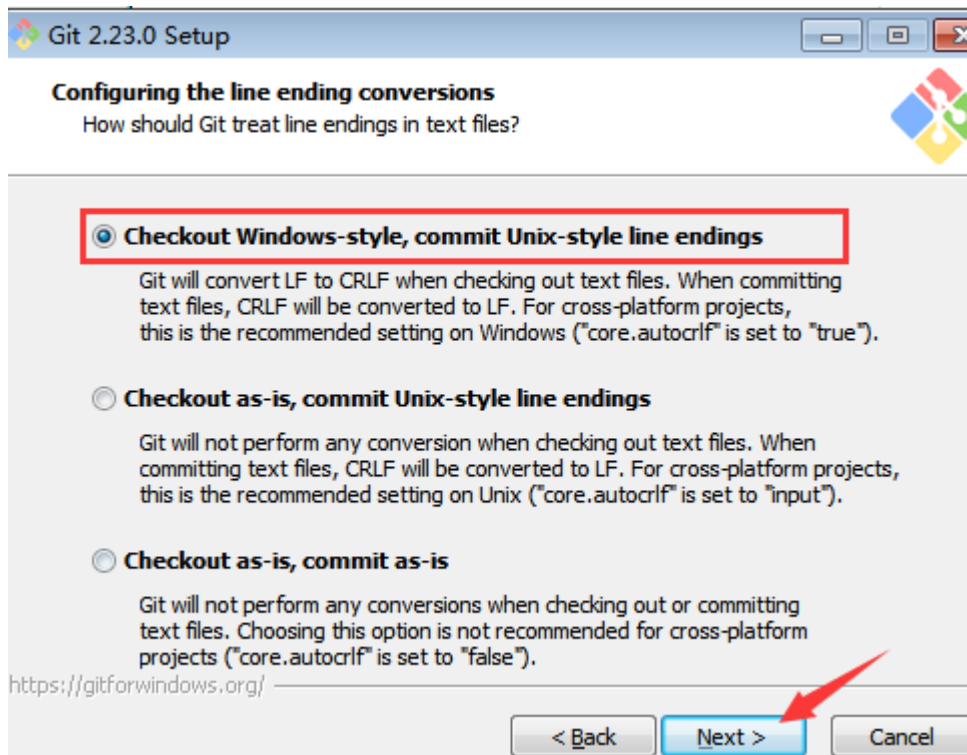 Git 2.23.0 Setup
Configuring the line ending conversions
How should Git treat line endings in text files?
Checkout Windows-style, commit Unix-style line endings
Git will convert LF to CRLF when checking out text files. When committing
text files, CRLF will be converted to LF. For cross-platform projects,
this is the recommended setting on Windows ("core.autocrlf" is set to "true").
Checkout as-is, commit Unix-style line endings
Git will not perform any conversion when checking out text files. When
committing text files, CRLF will be converted to LF. For cross-platform projects,
this is the recommended setting on Unix ("core.autocrlf" is set to "input").
Checkout as-is, commit as-is
Git will not perform any conversions when checking out or committing
text files. Choosing this option is not recommended for cross-platform
projects ("core.autocrlf" is set to "false").
https://gitforwindows.org/
< Back Next > Cancel